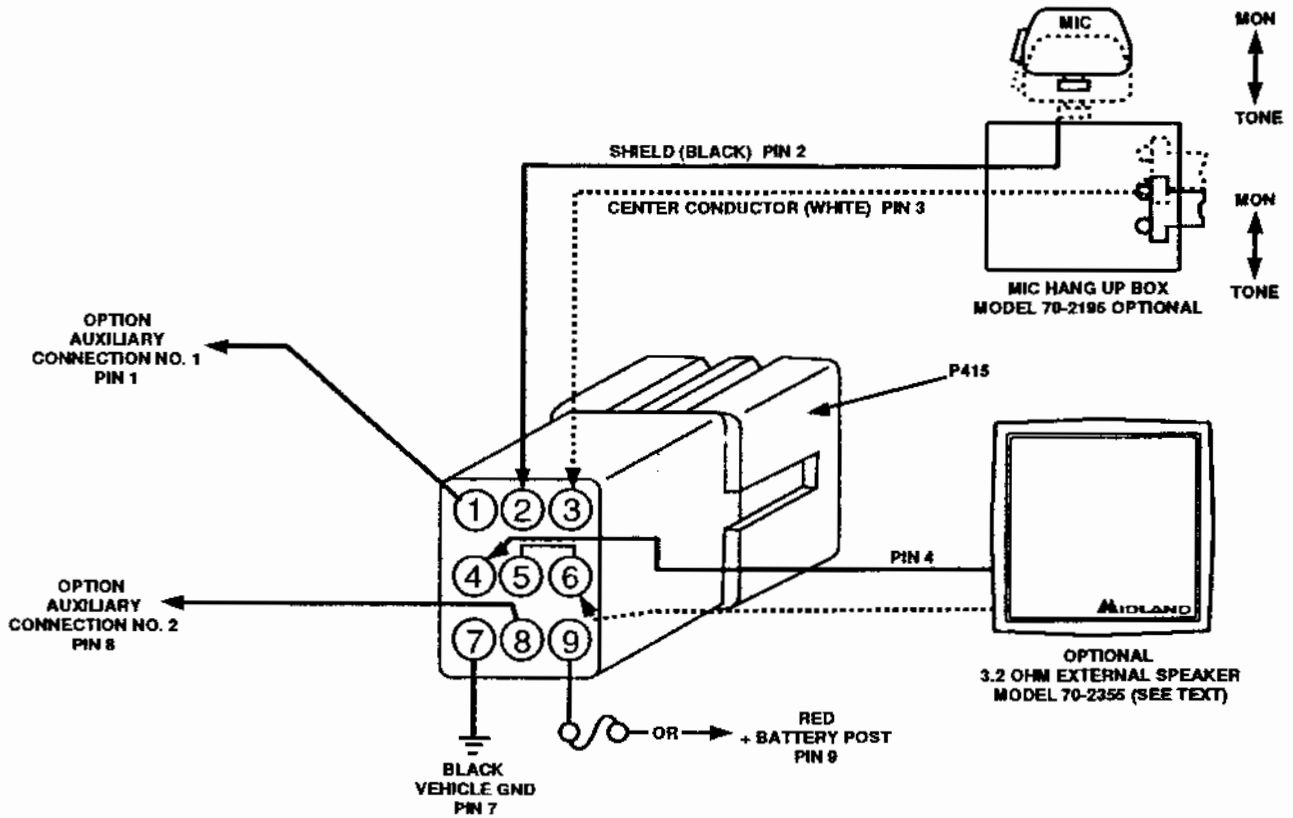 MIC
MON
TONE
SHIELD (BLACK) PIN 2
CENTER CONDUCTOR (WHITE) PIN 3
MON
TONE
MIC HANG UP BOX
MODEL 70-2195 OPTIONAL
OPTION
AUXILIARY
CONNECTION NO. 1
PIN 1
P415
1 2 3
4 5 6
7 8 9
PIN 4
MIDLAND
OPTION
AUXILIARY
CONNECTION NO. 2
PIN 8
OPTIONAL
3.2 OHM EXTERNAL SPEAKER
MODEL 70-2355 (SEE TEXT)
OR
RED
+ BATTERY POST
PIN 9
BLACK
VEHICLE GND
PIN 7